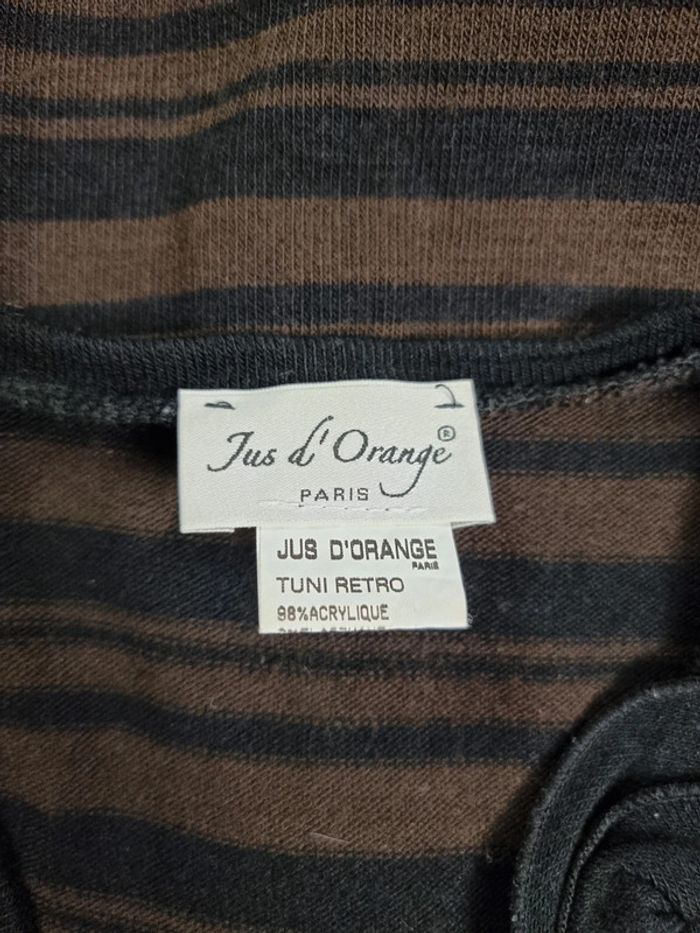 Jus d'Orange®
PARIS
JUS D'ORANGE
PARIS
TUNI RETRO
98%ACRYLIQUE